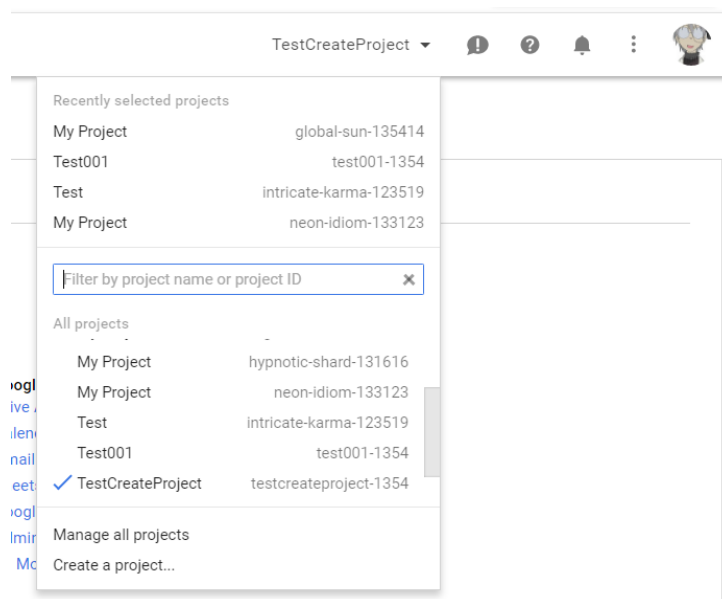 TestCreateProject
Recently selected projects
My Project global-sun-135414
Test001 test001-1354
Test intricate-karma-123519
My Project neon-idiom-133123
Filter by project name or project ID
All projects
My Project hypnotic-shard-131616
My Project neon-idiom-133123
Test intricate-karma-123519
Test001 test001-1354
TestCreateProject testcreateproject-1354
Manage all projects
Create a project...